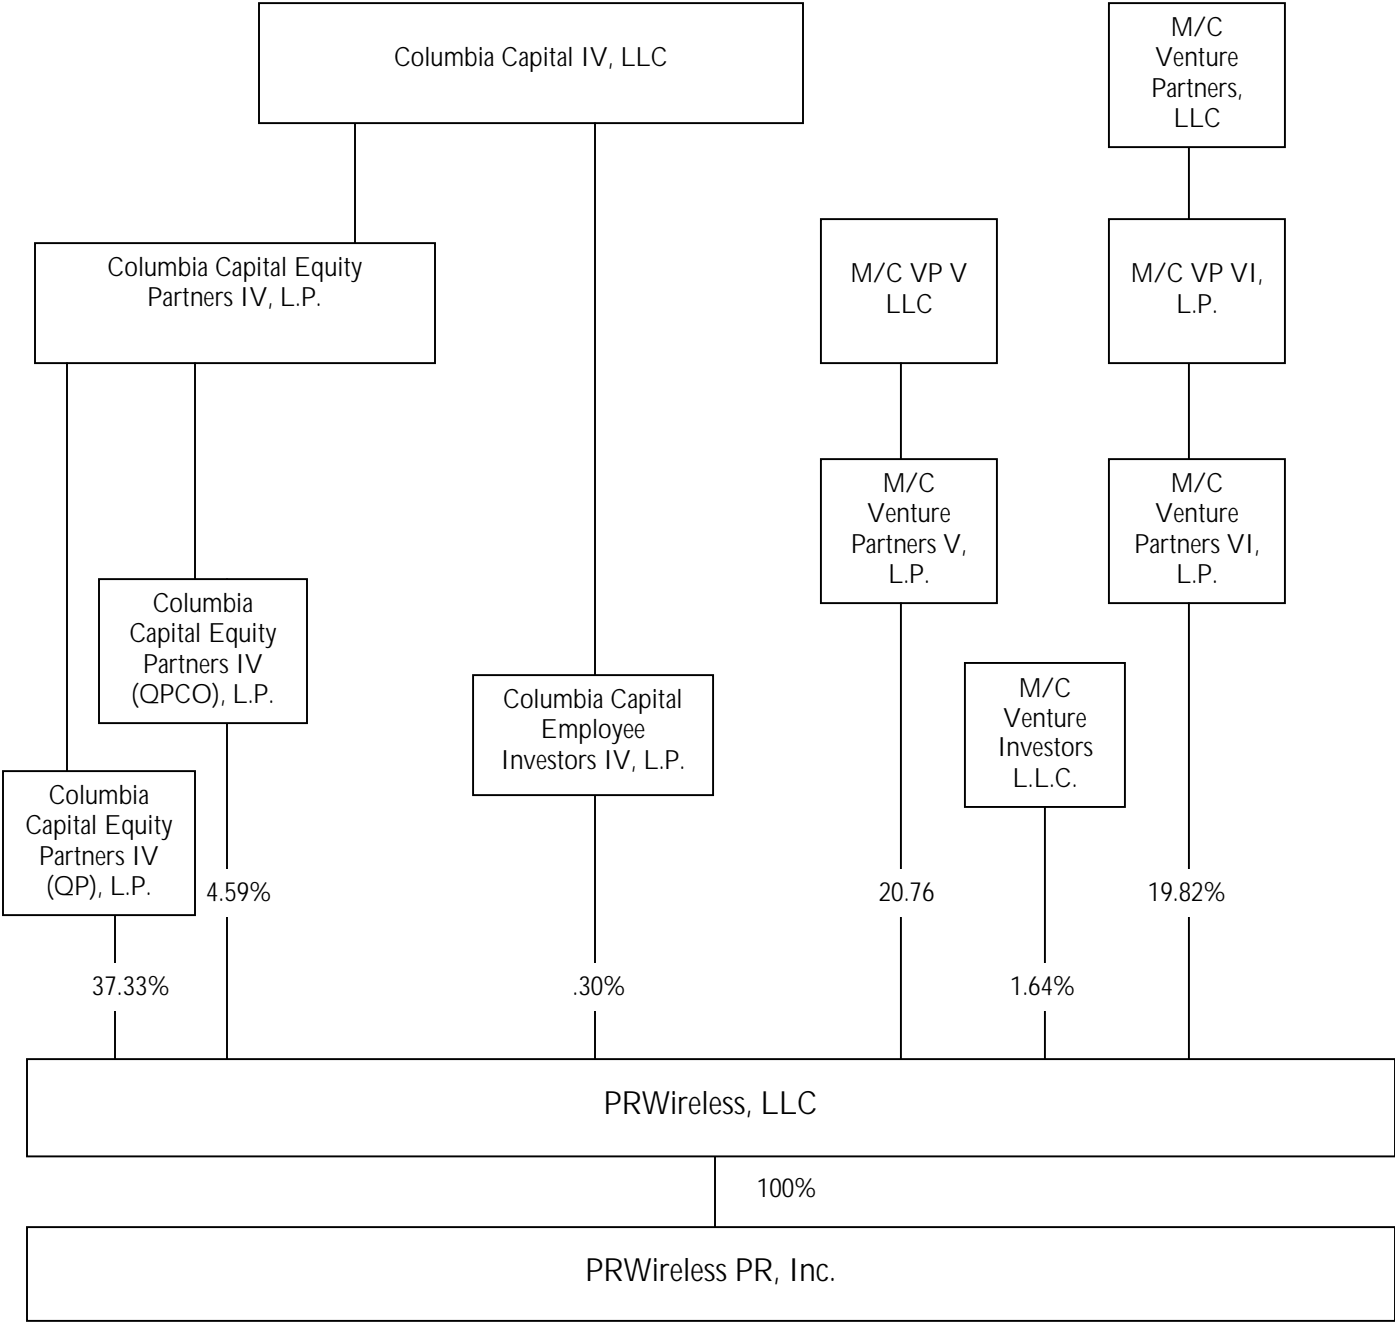 Columbia Capital IV, LLC
M/C
Venture
Partners,
LLC
Columbia Capital Equity
Partners IV, L.P.
M/C VP V
LLC
M/C VP VI,
L.P.
M/C
Venture
Partners V,
L.P.
M/C
Venture
Partners VI,
L.P.
Columbia
Capital Equity
Partners IV
(QPCO), L.P.
Columbia Capital
Employee
Investors IV, L.P.
M/C
Venture
Investors
L.L.C.
Columbia
Capital Equity
Partners IV
(QP), L.P.
4.59%
20.76
19.82%
37.33%
.30%
1.64%
PRWireless, LLC
100%
PRWireless PR, Inc.